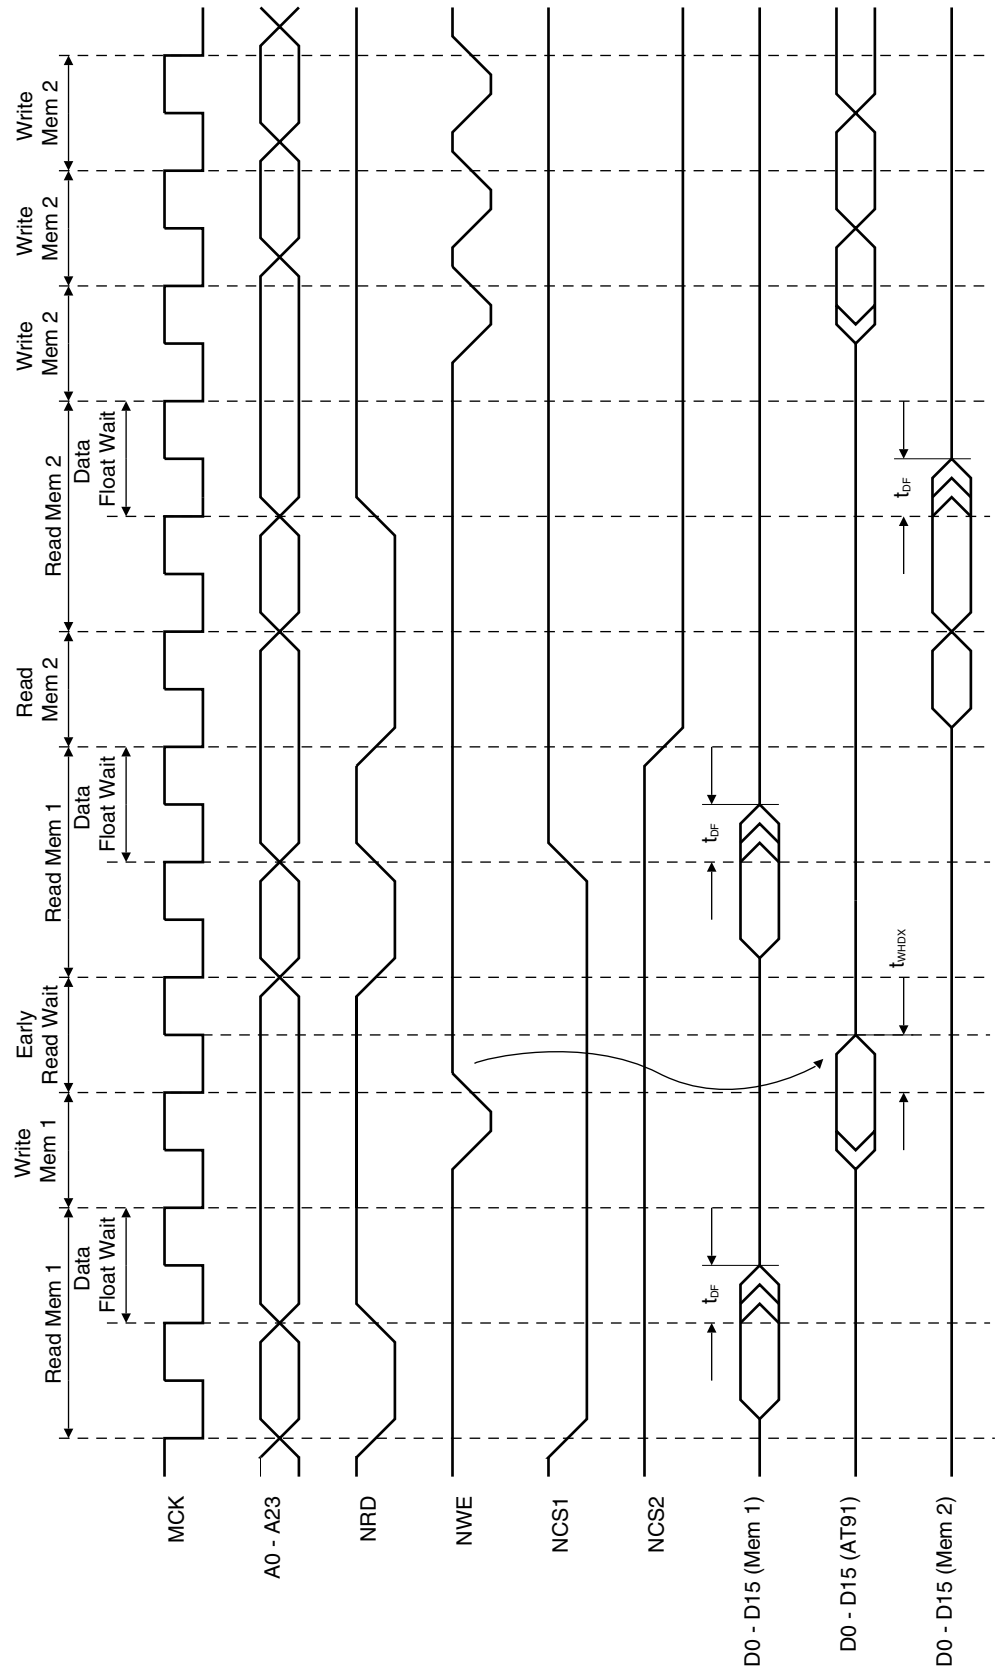 Read Mem 1
Data
Float Wait
Write
Mem 1
Early
Read Wait
Read Mem 1
Data
Float Wait
Read
Mem 2
Read Mem 2
Data
Float Wait
Write
Mem 2
Write
Mem 2
Write
Mem 2
MCK
A0 - A23
NRD
NWE
NCS1
NCS2
D0 - D15 (Mem 1)
tDF
tDF
D0 - D15 (AT91)
tWHDX
D0 - D15 (Mem 2)
tDF